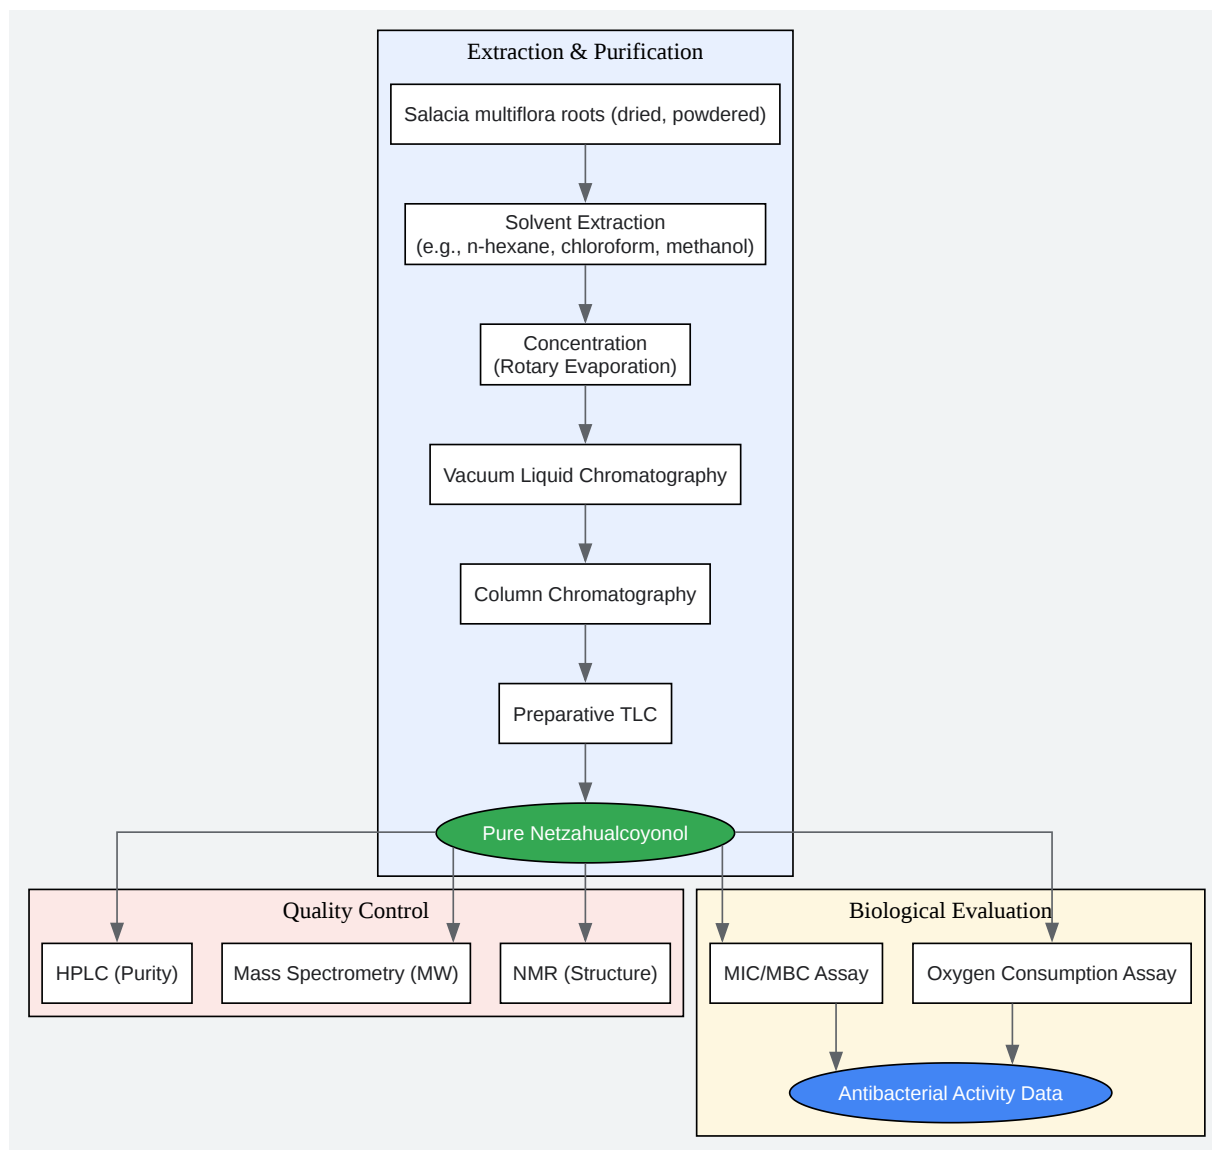 Extraction & Purification
Salacia multiflora roots (dried, powdered)
Solvent Extraction
(e.g., n-hexane, chloroform, methanol)
Concentration
(Rotary Evaporation)
Vacuum Liquid Chromatography
Column Chromatography
Preparative TLC
Pure Netzahualcoyonol
Quality Control
HPLC (Purity)
Mass Spectrometry (MW)
NMR (Structure)
Biological Evaluation
MIC/MBC Assay
Oxygen Consumption Assay
Antibacterial Activity Data